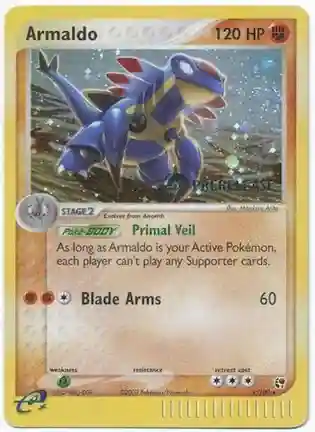 Armaldo 120 HP
PRERELEASE
STAGE 2
Evolves from Anorith
Poké-BODY Primal Veil
As long as Armaldo is your Active Pokémon,
each player can't play any Supporter cards.
Blade Arms 60
weakness resistance retreat cost
e